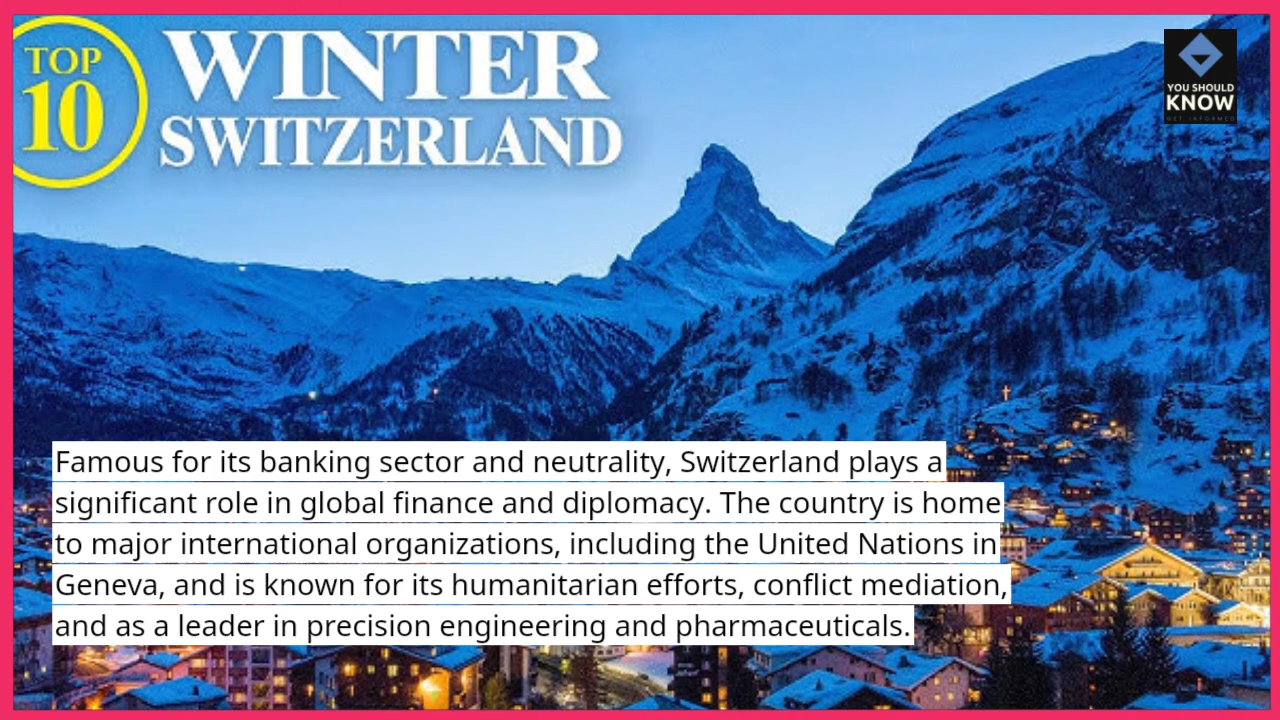 TOP
10
WINTER
SWITZERLAND
YOU SHOULD
KNOW
GET INFORMED
Famous for its banking sector and neutrality, Switzerland plays a
significant role in global finance and diplomacy. The country is home
to major international organizations, including the United Nations in
Geneva, and is known for its humanitarian efforts, conflict mediation,
and as a leader in precision engineering and pharmaceuticals.